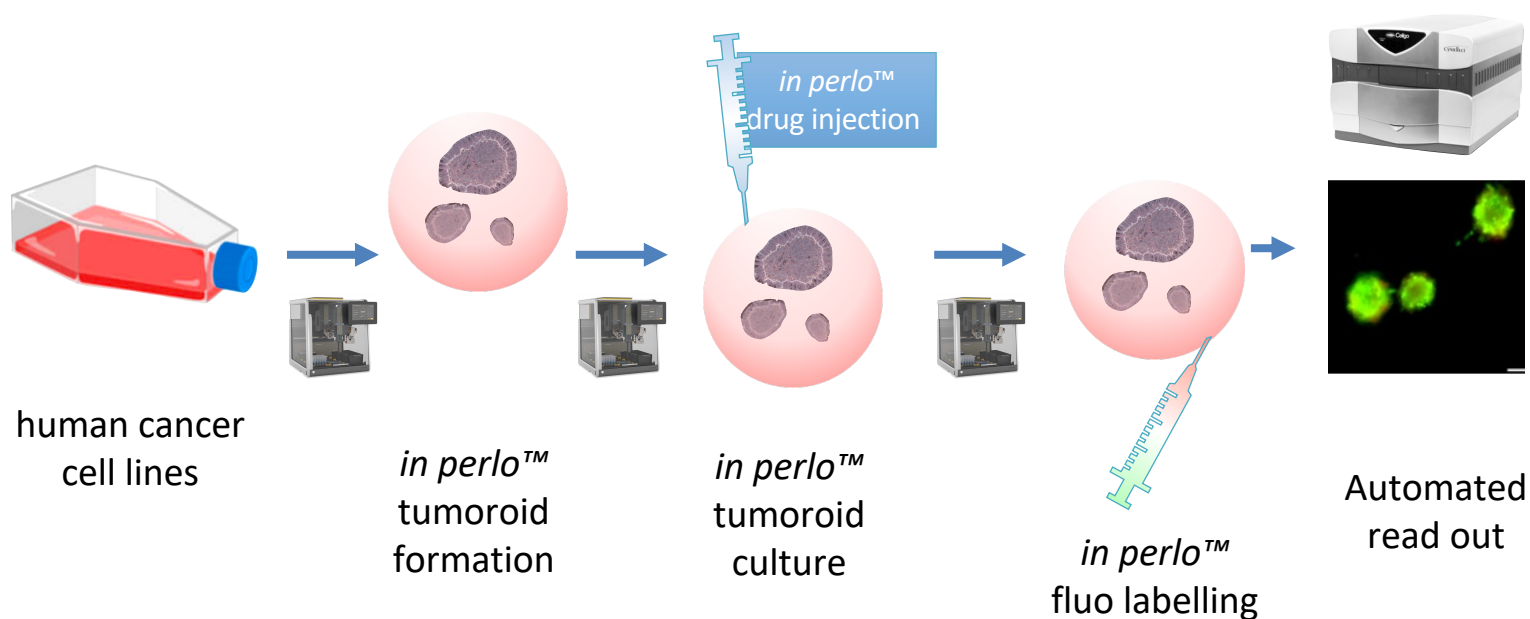 in perlo™
drug injection
human cancer
cell lines
in perlo™
tumoroid
formation
in perlo™
tumoroid
culture
in perlo™
fluo labelling
Celigo
Automated
read out